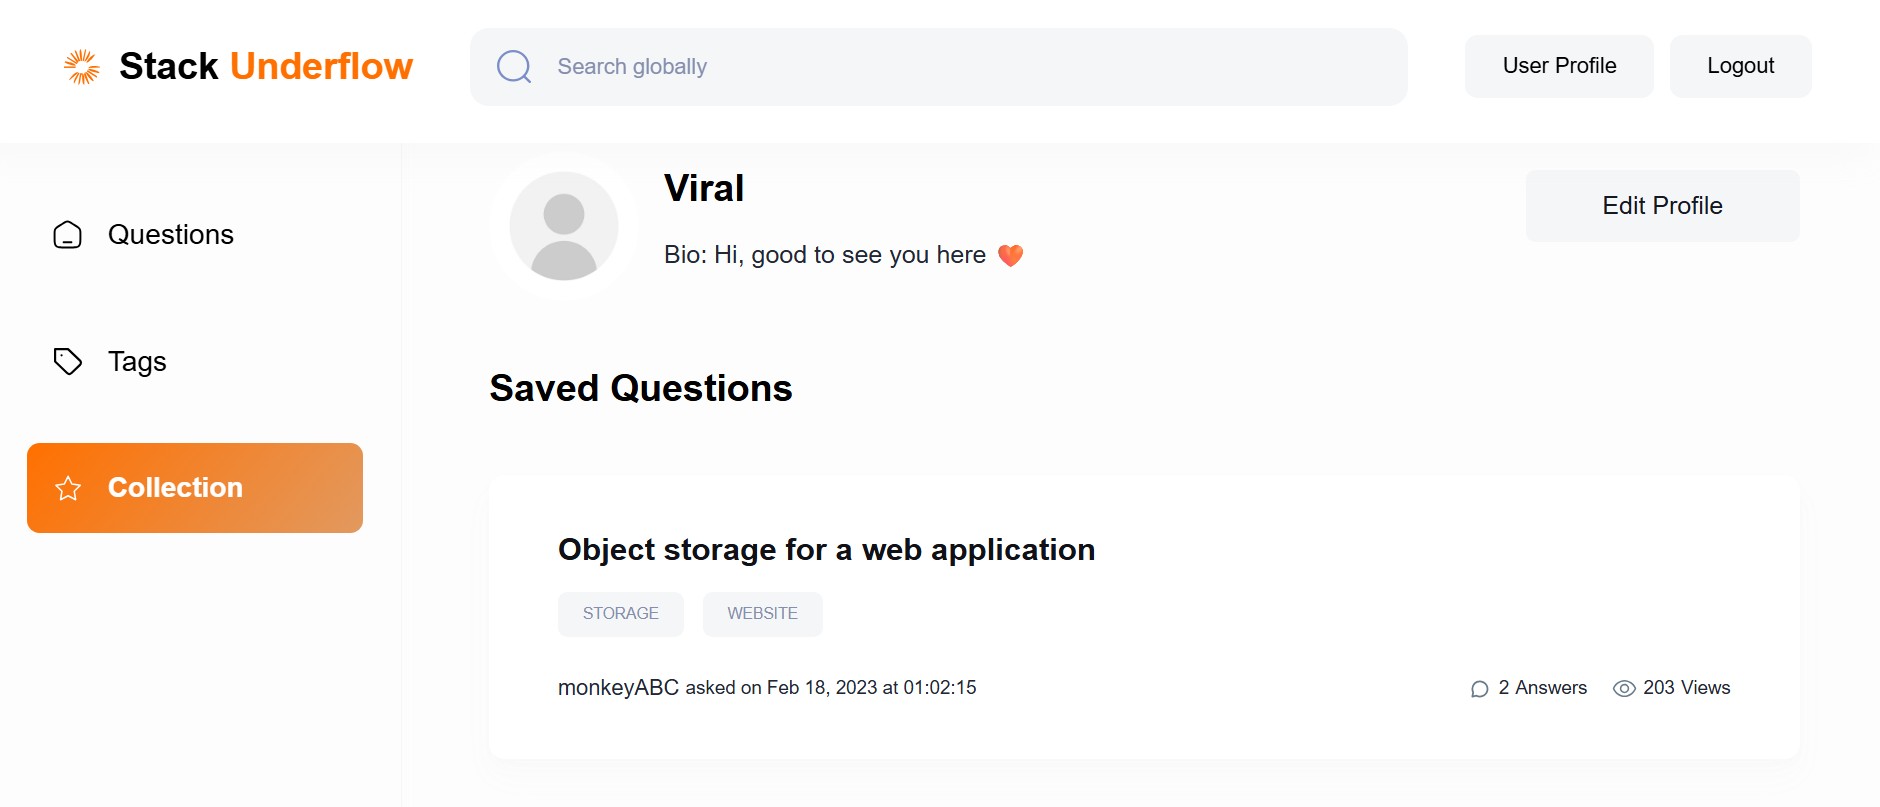 Stack Underflow
Search globally
User Profile
Logout
Questions
Tags
Collection
Viral
Bio: Hi, good to see you here 🧡
Edit Profile
Saved Questions
Object storage for a web application
STORAGE
WEBSITE
monkeyABC asked on Feb 18, 2023 at 01:02:15
2 Answers
203 Views